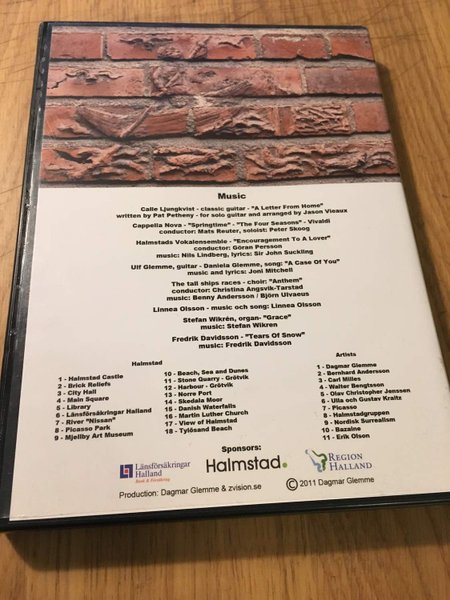 Music
Calle Ljungkvist - classic guitar - "A Letter From Home"
written by Pat Petheny - for solo guitar and arranged by Jason Vieaux
Cappella Nova - "Springtime" - "The Four Seasons" - Vivaldi
conductor: Mats Reuter, soloist: Peter Skoog
Halmstads Vokalensemble - "Encouragement To A Lover"
conductor: Göran Persson
music: Nils Lindberg, lyrics: Sir John Suckling
Ulf Glemme, guitar - Daniela Glemme, song: "A Case Of You"
music and lyrics: Joni Mitchell
The tall ships races - choir: "Anthem"
conductor: Christina Angsvik-Tarstad
music: Benny Andersson / Björn Ulvaeus
Linnea Olsson - music och song: Linnea Olsson
Stefan Wikrén, organ- "Grace"
music: Stefan Wikren
Fredrik Davidsson - "Tears Of Snow"
music: Fredrik Davidsson
Halmstad
1 - Halmstad Castle
2 - Brick Reliefs
3 - City Hall
4 - Main Square
5 - Library
6 - Länsförsäkringar Halland
7 - River "Nissan"
8 - Picasso Park
9 - Mjellby Art Museum
10 - Beach, Sea and Dunes
11 - Stone Quarry - Grötvik
12 - Harbour - Grötvik
13 - Norre Port
14 - Skedala Moor
15 - Danish Waterfalls
16 - Martin Luther Church
17 - View of Halmstad
18 - Tylösand Beach
Artists
1 - Dagmar Glemme
2 - Bernhard Andersson
3 - Carl Milles
4 - Walter Bengtsson
5 - Olav Christopher Jenssen
6 - Ulla och Gustav Kraitz
7 - Picasso
8 - Halmstadgruppen
9 - Nordisk Surrealism
10 - Bazaine
11 - Erik Olson
Sponsors:
Länsförsäkringar
Halland
Bank & Försäkring
Halmstad.
REGION
HALLAND
Production: Dagmar Glemme & zvision.se
© 2011 Dagmar Glemme